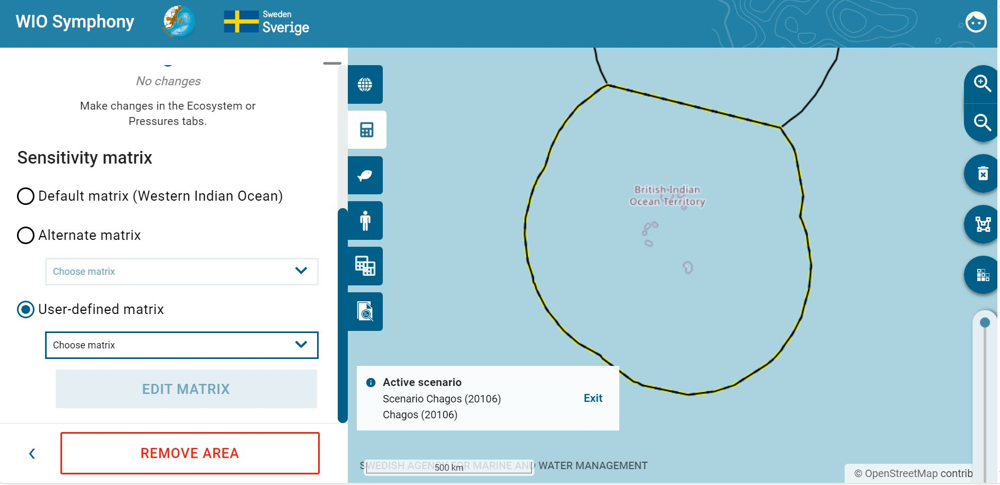 WIO Symphony
Sweden
Sverige
No changes
Make changes in the Ecosystem or
Pressures tabs.
Sensitivity matrix
Default matrix (Western Indian Ocean)
Alternate matrix
Choose matrix
User-defined matrix
Choose matrix
EDIT MATRIX
REMOVE AREA
British Indian
Ocean Territory
Active scenario
Scenario Chagos (20106)
Exit
Chagos (20106)
SWEDISH AGENCY FOR MARINE AND WATER MANAGEMENT
500 km
© OpenStreetMap contrib